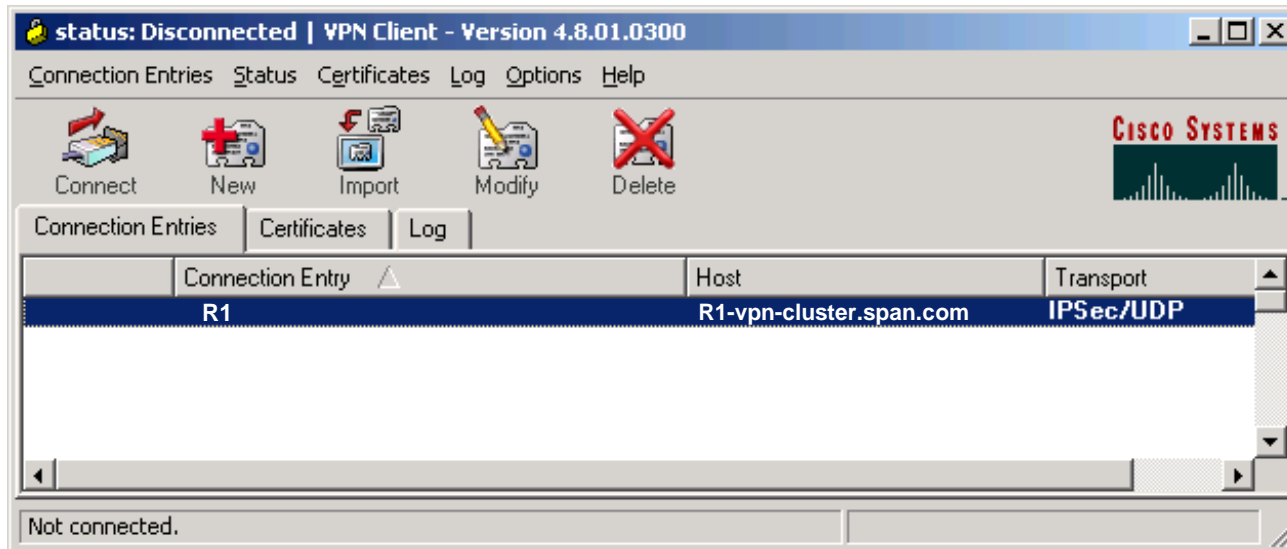 status: Disconnected | VPN Client - Version 4.8.01.0300
Connection Entries Status Certificates Log Options Help
Connect New Import Modify Delete
CISCO SYSTEMS
Connection Entries Certificates Log
Connection Entry Host Transport
R1 R1-vpn-cluster.span.com IPSec/UDP
Not connected.